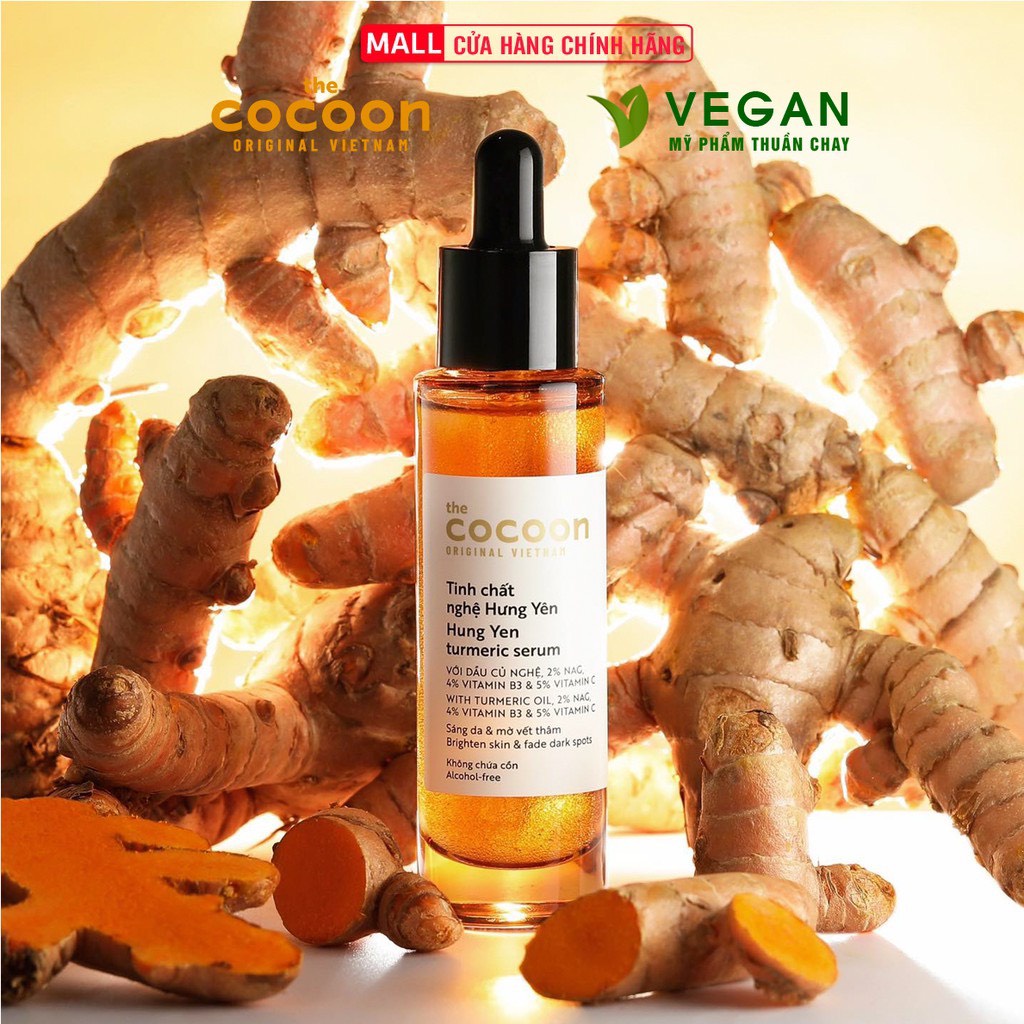 MALL CỬA HÀNG CHÍNH HÃNG
the
cocoon
ORIGINAL VIETNAM
VEGAN
MỸ PHẨM THUẦN CHAY
the
cocoon
ORIGINAL VIETNAM
Tinh chất
nghệ Hưng Yên
Hung Yen
turmeric serum
VỚI DẦU CỦ NGHỆ, 2% NAG,
4% VITAMIN B3 & 5% VITAMIN C
WITH TURMERIC OIL, 2% NAG,
4% VITAMIN B3 & 5% VITAMIN C
Sáng da & mờ vết thâm
Brighten skin & fade dark spots
Không chứa cồn
Alcohol-free